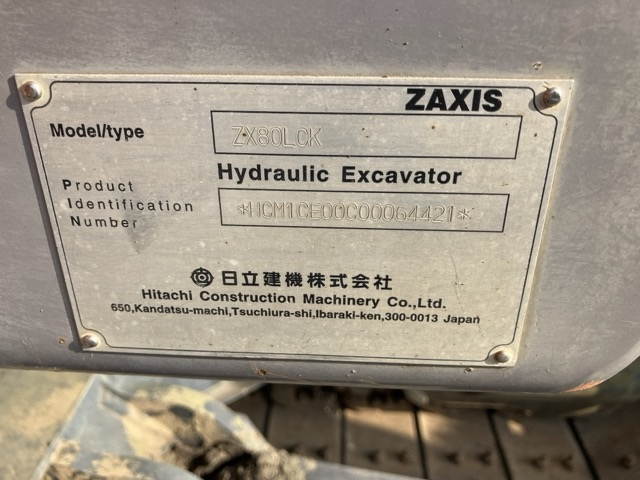 ZAXIS
Model/type ZX80LCK
Hydraulic Excavator
Product
Identification *HCM1CE00C00064421*
Number
日立建機株式会社
Hitachi Construction Machinery Co.,Ltd.
650,Kandatsu-machi,Tsuchiura-shi,Ibaraki-ken,300-0013 Japan